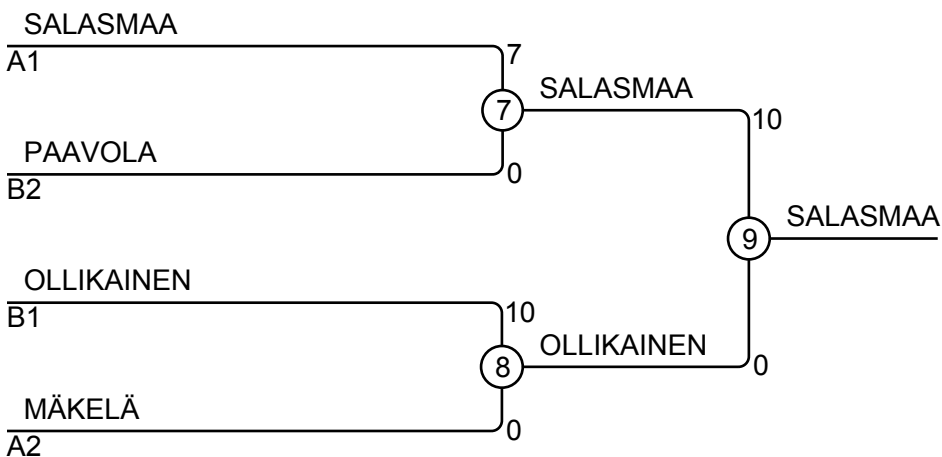 SALASMAA
A1
7
7
SALASMAA
10
PAAVOLA
B2
0
9
SALASMAA
OLLIKAINEN
B1
10
8
OLLIKAINEN
0
MÄKELÄ
A2
0